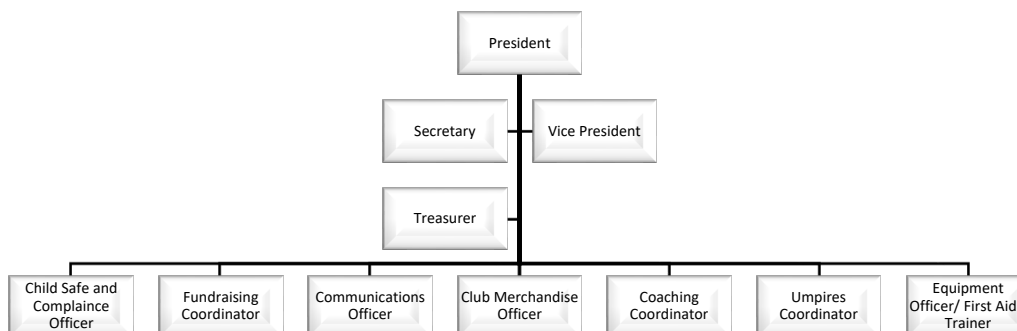 President
Secretary
Vice President
Treasurer
Child Safe and
Complaince
Officer
Fundraising
Coordinator
Communications
Officer
Club Merchandise
Officer
Coaching
Coordinator
Umpires
Coordinator
Equipment
Officer/ First Aid
Trainer